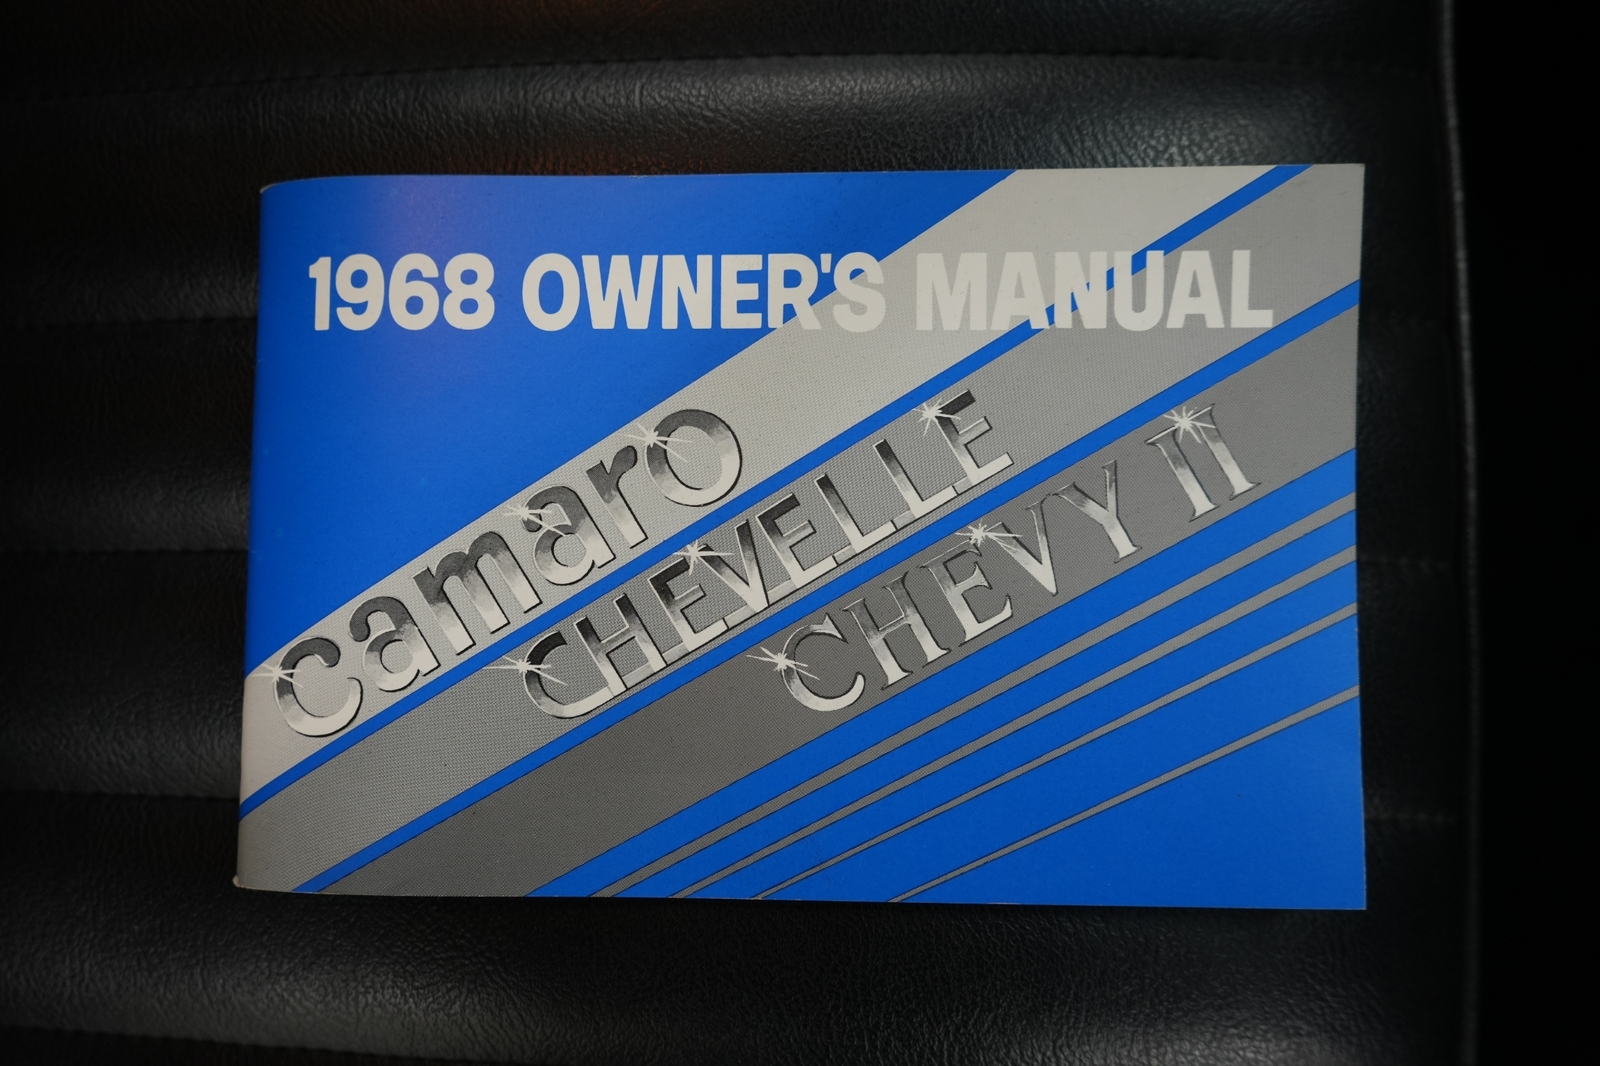 1968 OWNER'S MANUAL
Camaro
CHEVELLE
CHEVY II